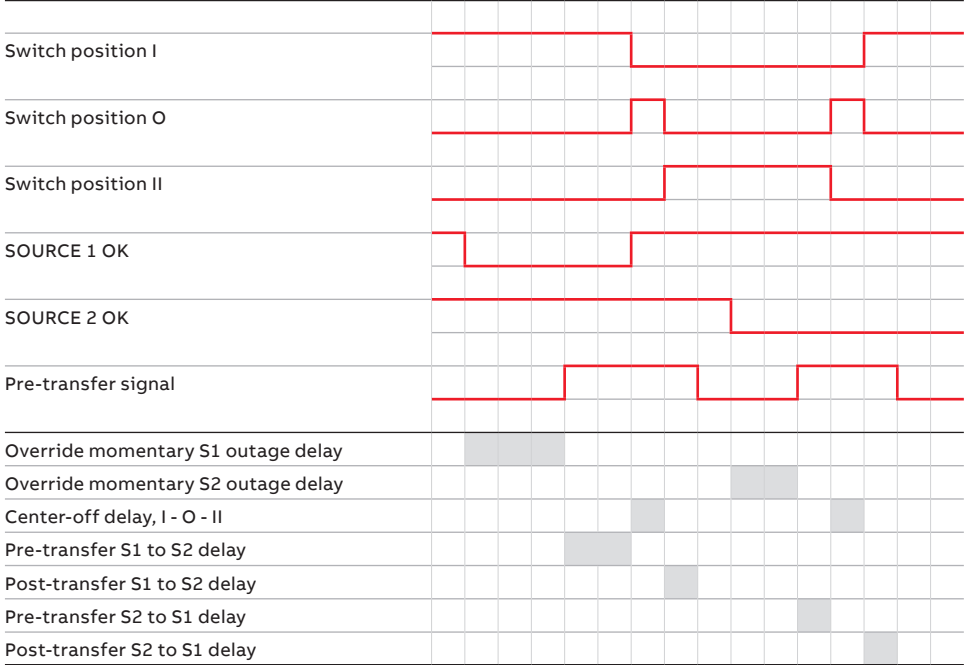 Switch position I
Switch position O
Switch position II
SOURCE 1 OK
SOURCE 2 OK
Pre-transfer signal
Override momentary S1 outage delay
Override momentary S2 outage delay
Center-off delay, I - O - II
Pre-transfer S1 to S2 delay
Post-transfer S1 to S2 delay
Pre-transfer S2 to S1 delay
Post-transfer S2 to S1 delay